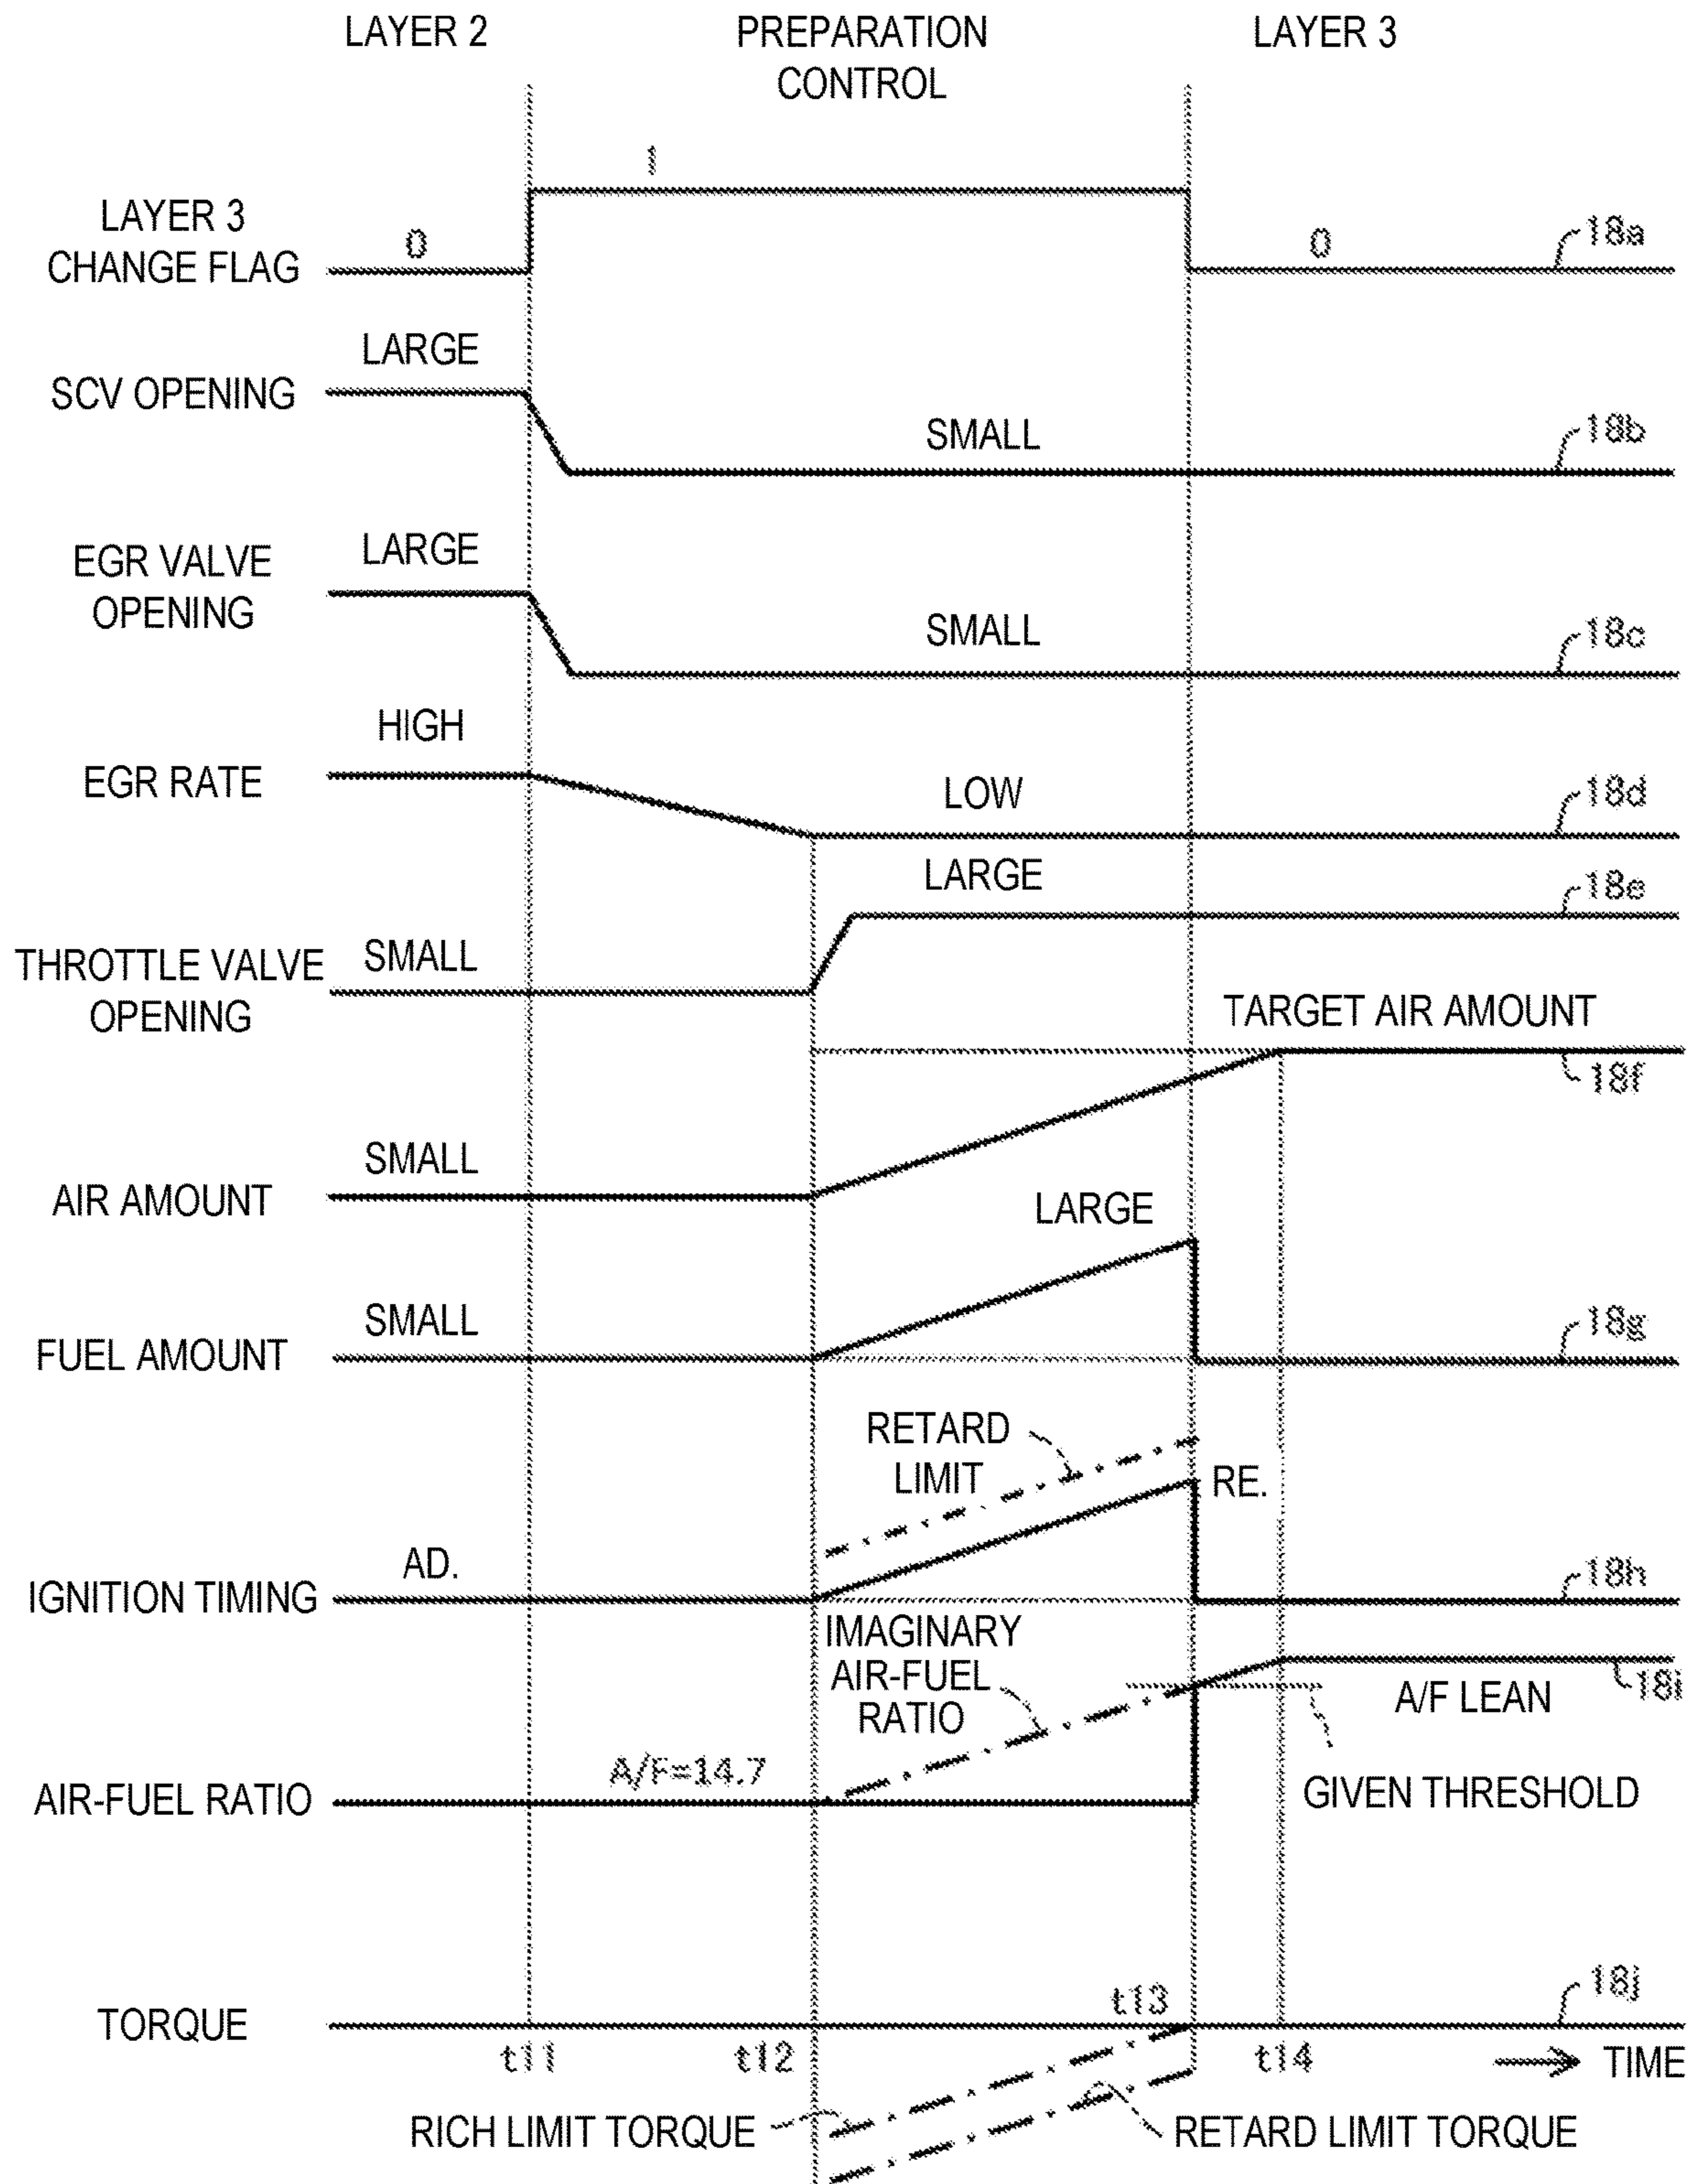 LAYER 2
PREPARATION
CONTROL
LAYER 3
1
LAYER 3
CHANGE FLAG
0
0
18a
LARGE
SCV OPENING
SMALL
18b
EGR VALVE
OPENING
LARGE
SMALL
18c
HIGH
EGR RATE
LOW
18d
LARGE
18e
THROTTLE VALVE
OPENING
SMALL
TARGET AIR AMOUNT
18f
SMALL
AIR AMOUNT
LARGE
SMALL
FUEL AMOUNT
18g
RETARD
LIMIT
RE.
AD.
IGNITION TIMING
18h
IMAGINARY
AIR-FUEL
RATIO
A/F LEAN
18i
A/F=14.7
AIR-FUEL RATIO
GIVEN THRESHOLD
18j
TORQUE
t13
t11
t12
t14
TIME
RICH LIMIT TORQUE
RETARD LIMIT TORQUE